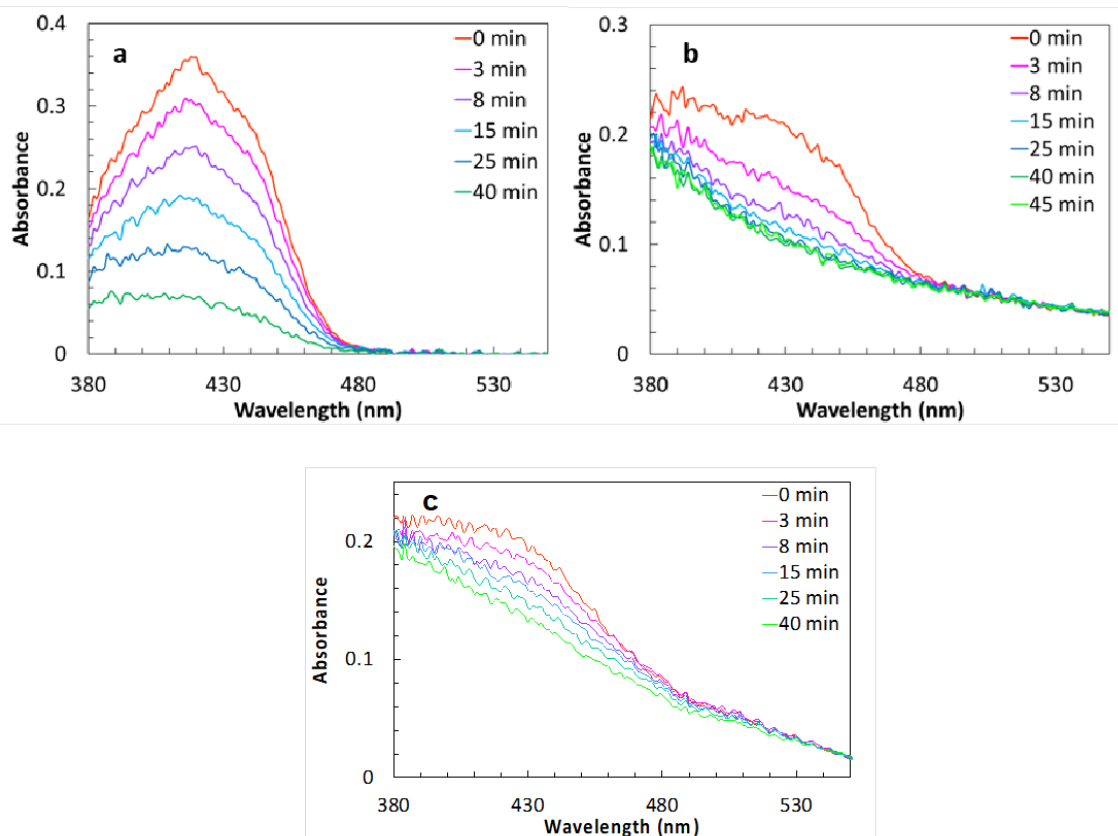 a
0.4
0.3
0.2
0.1
0
Absorbance
380
430
480
530
Wavelength (nm)
0 min
3 min
8 min
15 min
25 min
40 min
b
0.3
0.2
0.1
0
Absorbance
380
430
480
530
Wavelength (nm)
0 min
3 min
8 min
15 min
25 min
40 min
45 min
C
0.2
0.1
0
Absorbance
380
430
480
530
Wavelength (nm)
0 min
3 min
8 min
15 min
25 min
40 min